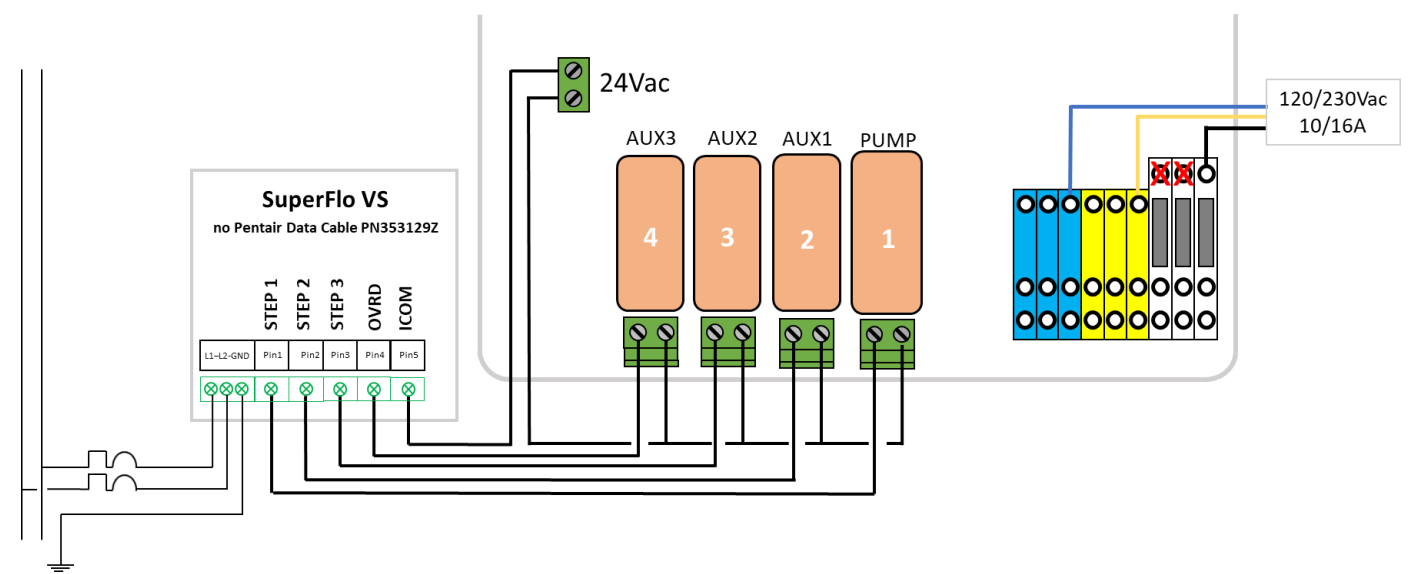 24Vac
120/230Vac
10/16A
AUX3 AUX2 AUX1 PUMP
4 3 2 1
SuperFlo VS
no Pentair Data Cable PN353129Z
STEP 1
STEP 2
STEP 3
OVRD
ICOM
L1–L2-GND Pin1 Pin2 Pin3 Pin4 Pin5